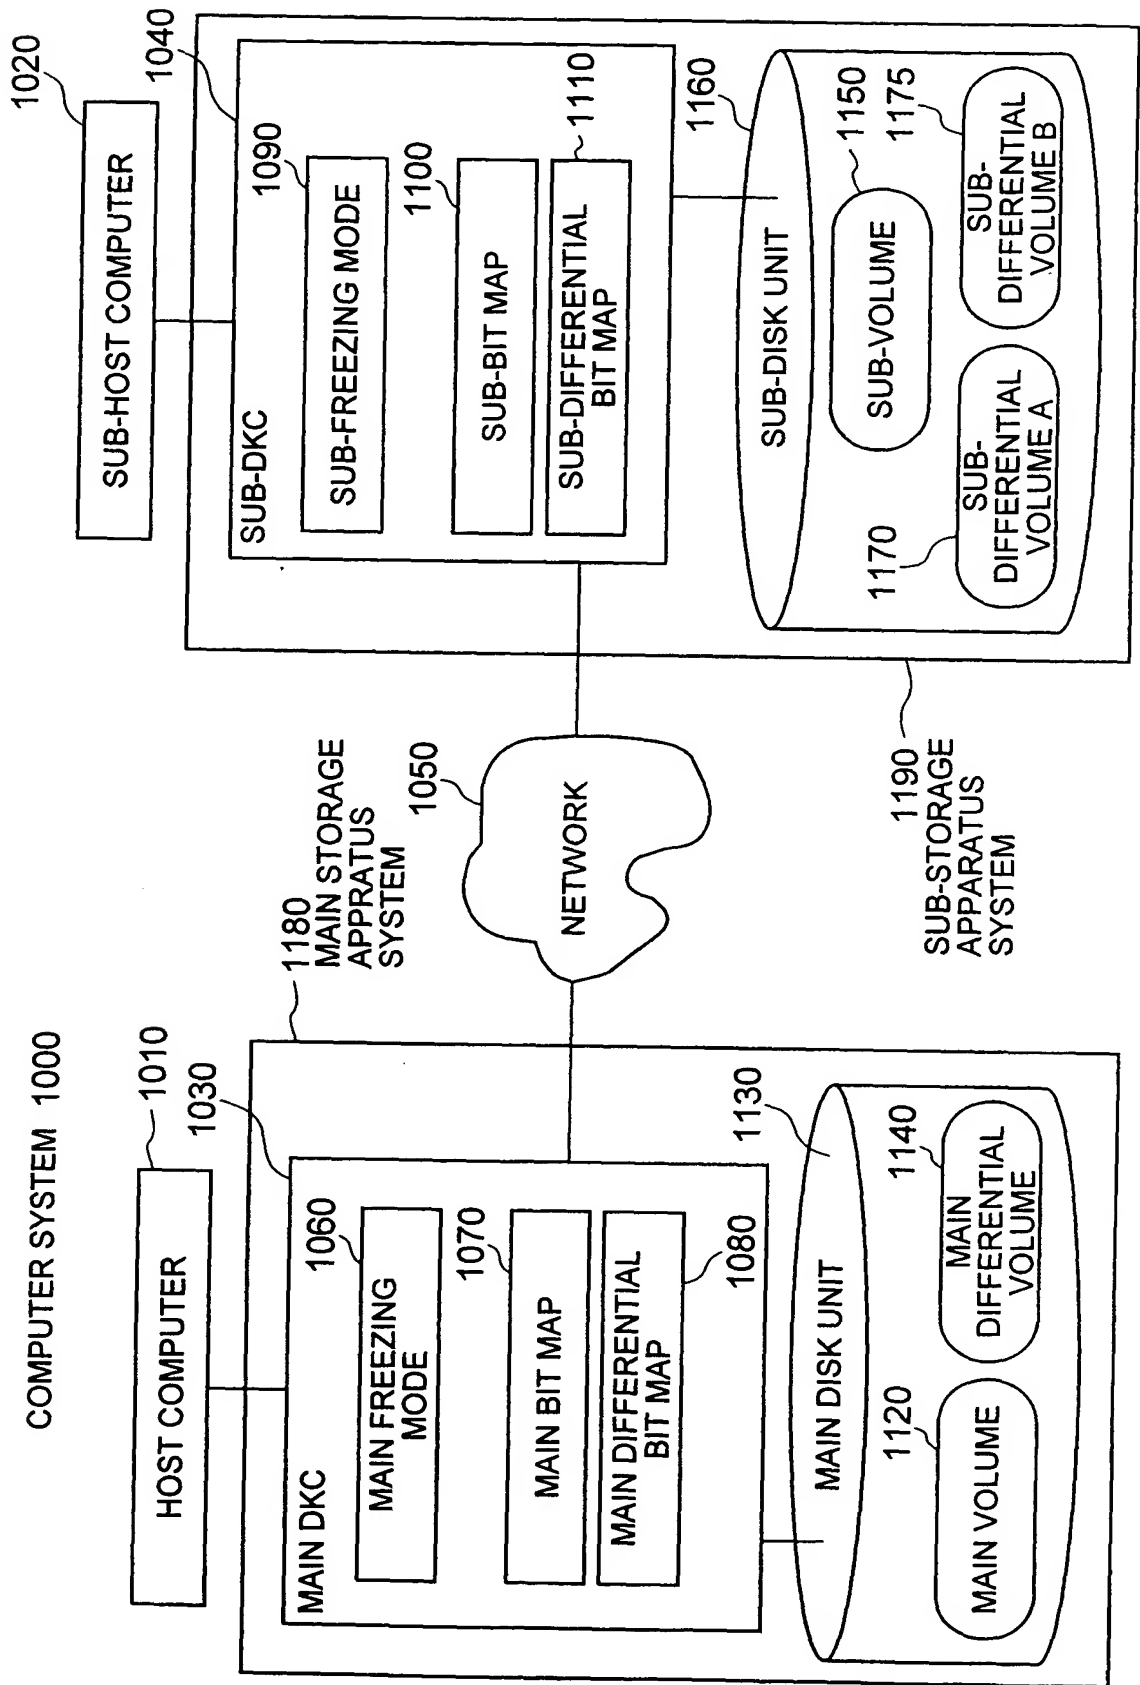 COMPUTER SYSTEM 1000
HOST COMPUTER
1010
1030
MAIN DKC
MAIN FREEZING
MODE
1060
MAIN BIT MAP
1070
MAIN DIFFERENTIAL
BIT MAP
1080
MAIN DISK UNIT
1130
MAIN VOLUME
1120
MAIN
DIFFERENTIAL
VOLUME
1140
1180
MAIN STORAGE
APPRATUS
SYSTEM
NETWORK
1050
SUB-HOST COMPUTER
1020
1040
SUB-DKC
SUB-FREEZING MODE
1090
SUB-BIT MAP
1100
SUB-DIFFERENTIAL
BIT MAP
1110
SUB-DISK UNIT
1160
SUB-VOLUME
1150
1170
SUB-
DIFFERENTIAL
VOLUME A
1175
SUB-
DIFFERENTIAL
VOLUME B
1190
SUB-STORAGE
APPARATUS
SYSTEM